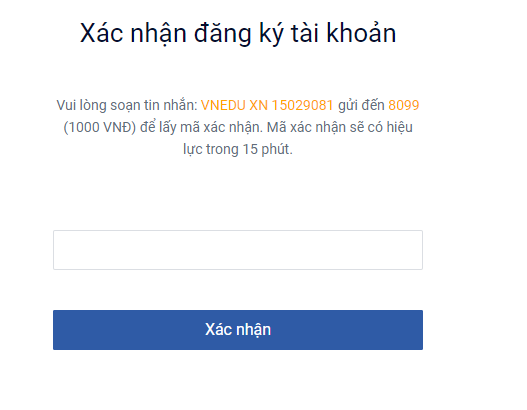 Xác nhận đăng ký tài khoản
Vui lòng soạn tin nhắn: VNEDU XN 15029081 gửi đến 8099
(1000 VNĐ) để lấy mã xác nhận. Mã xác nhận sẽ có hiệu
lực trong 15 phút.
Xác nhận